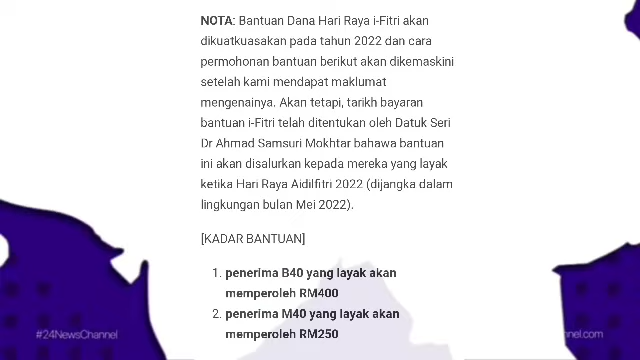 NOTA: Bantuan Dana Hari Raya i-Fitri akan
dikuatkuasakan pada tahun 2022 dan cara
permohonan bantuan berikut akan dikemaskini
setelah kami mendapat maklumat
mengenainya. Akan tetapi, tarikh bayaran
bantuan i-Fitri telah ditentukan oleh Datuk Seri
Dr Ahmad Samsuri Mokhtar bahawa bantuan
ini akan disalurkan kepada mereka yang layak
ketika Hari Raya Aidilfitri 2022 (dijangka dalam
lingkungan bulan Mei 2022).
[KADAR BANTUAN]
1. penerima B40 yang layak akan
memperoleh RM400
2. penerima M40 yang layak akan
memperoleh RM250
#24NewsChannel
nel.com